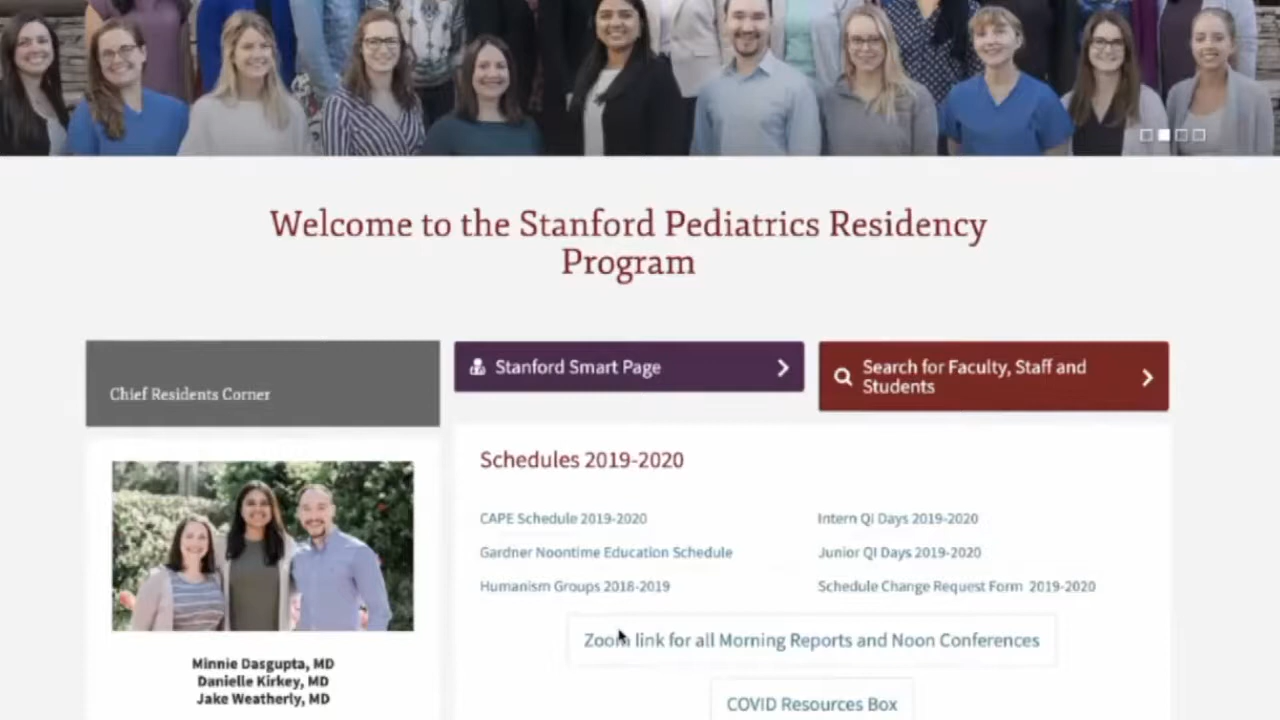 Welcome to the Stanford Pediatrics Residency
Program
Chief Residents Corner
Stanford Smart Page
Search for Faculty, Staff and
Students
Minnie Dasgupta, MD
Danielle Kirkey, MD
Jake Weatherly, MD
Schedules 2019-2020
CAPE Schedule 2019-2020
Intern QI Days 2019-2020
Gardner Noontime Education Schedule
Junior QI Days 2019-2020
Humanism Groups 2018-2019
Schedule Change Request Form 2019-2020
Zoom link for all Morning Reports and Noon Conferences
COVID Resources Box